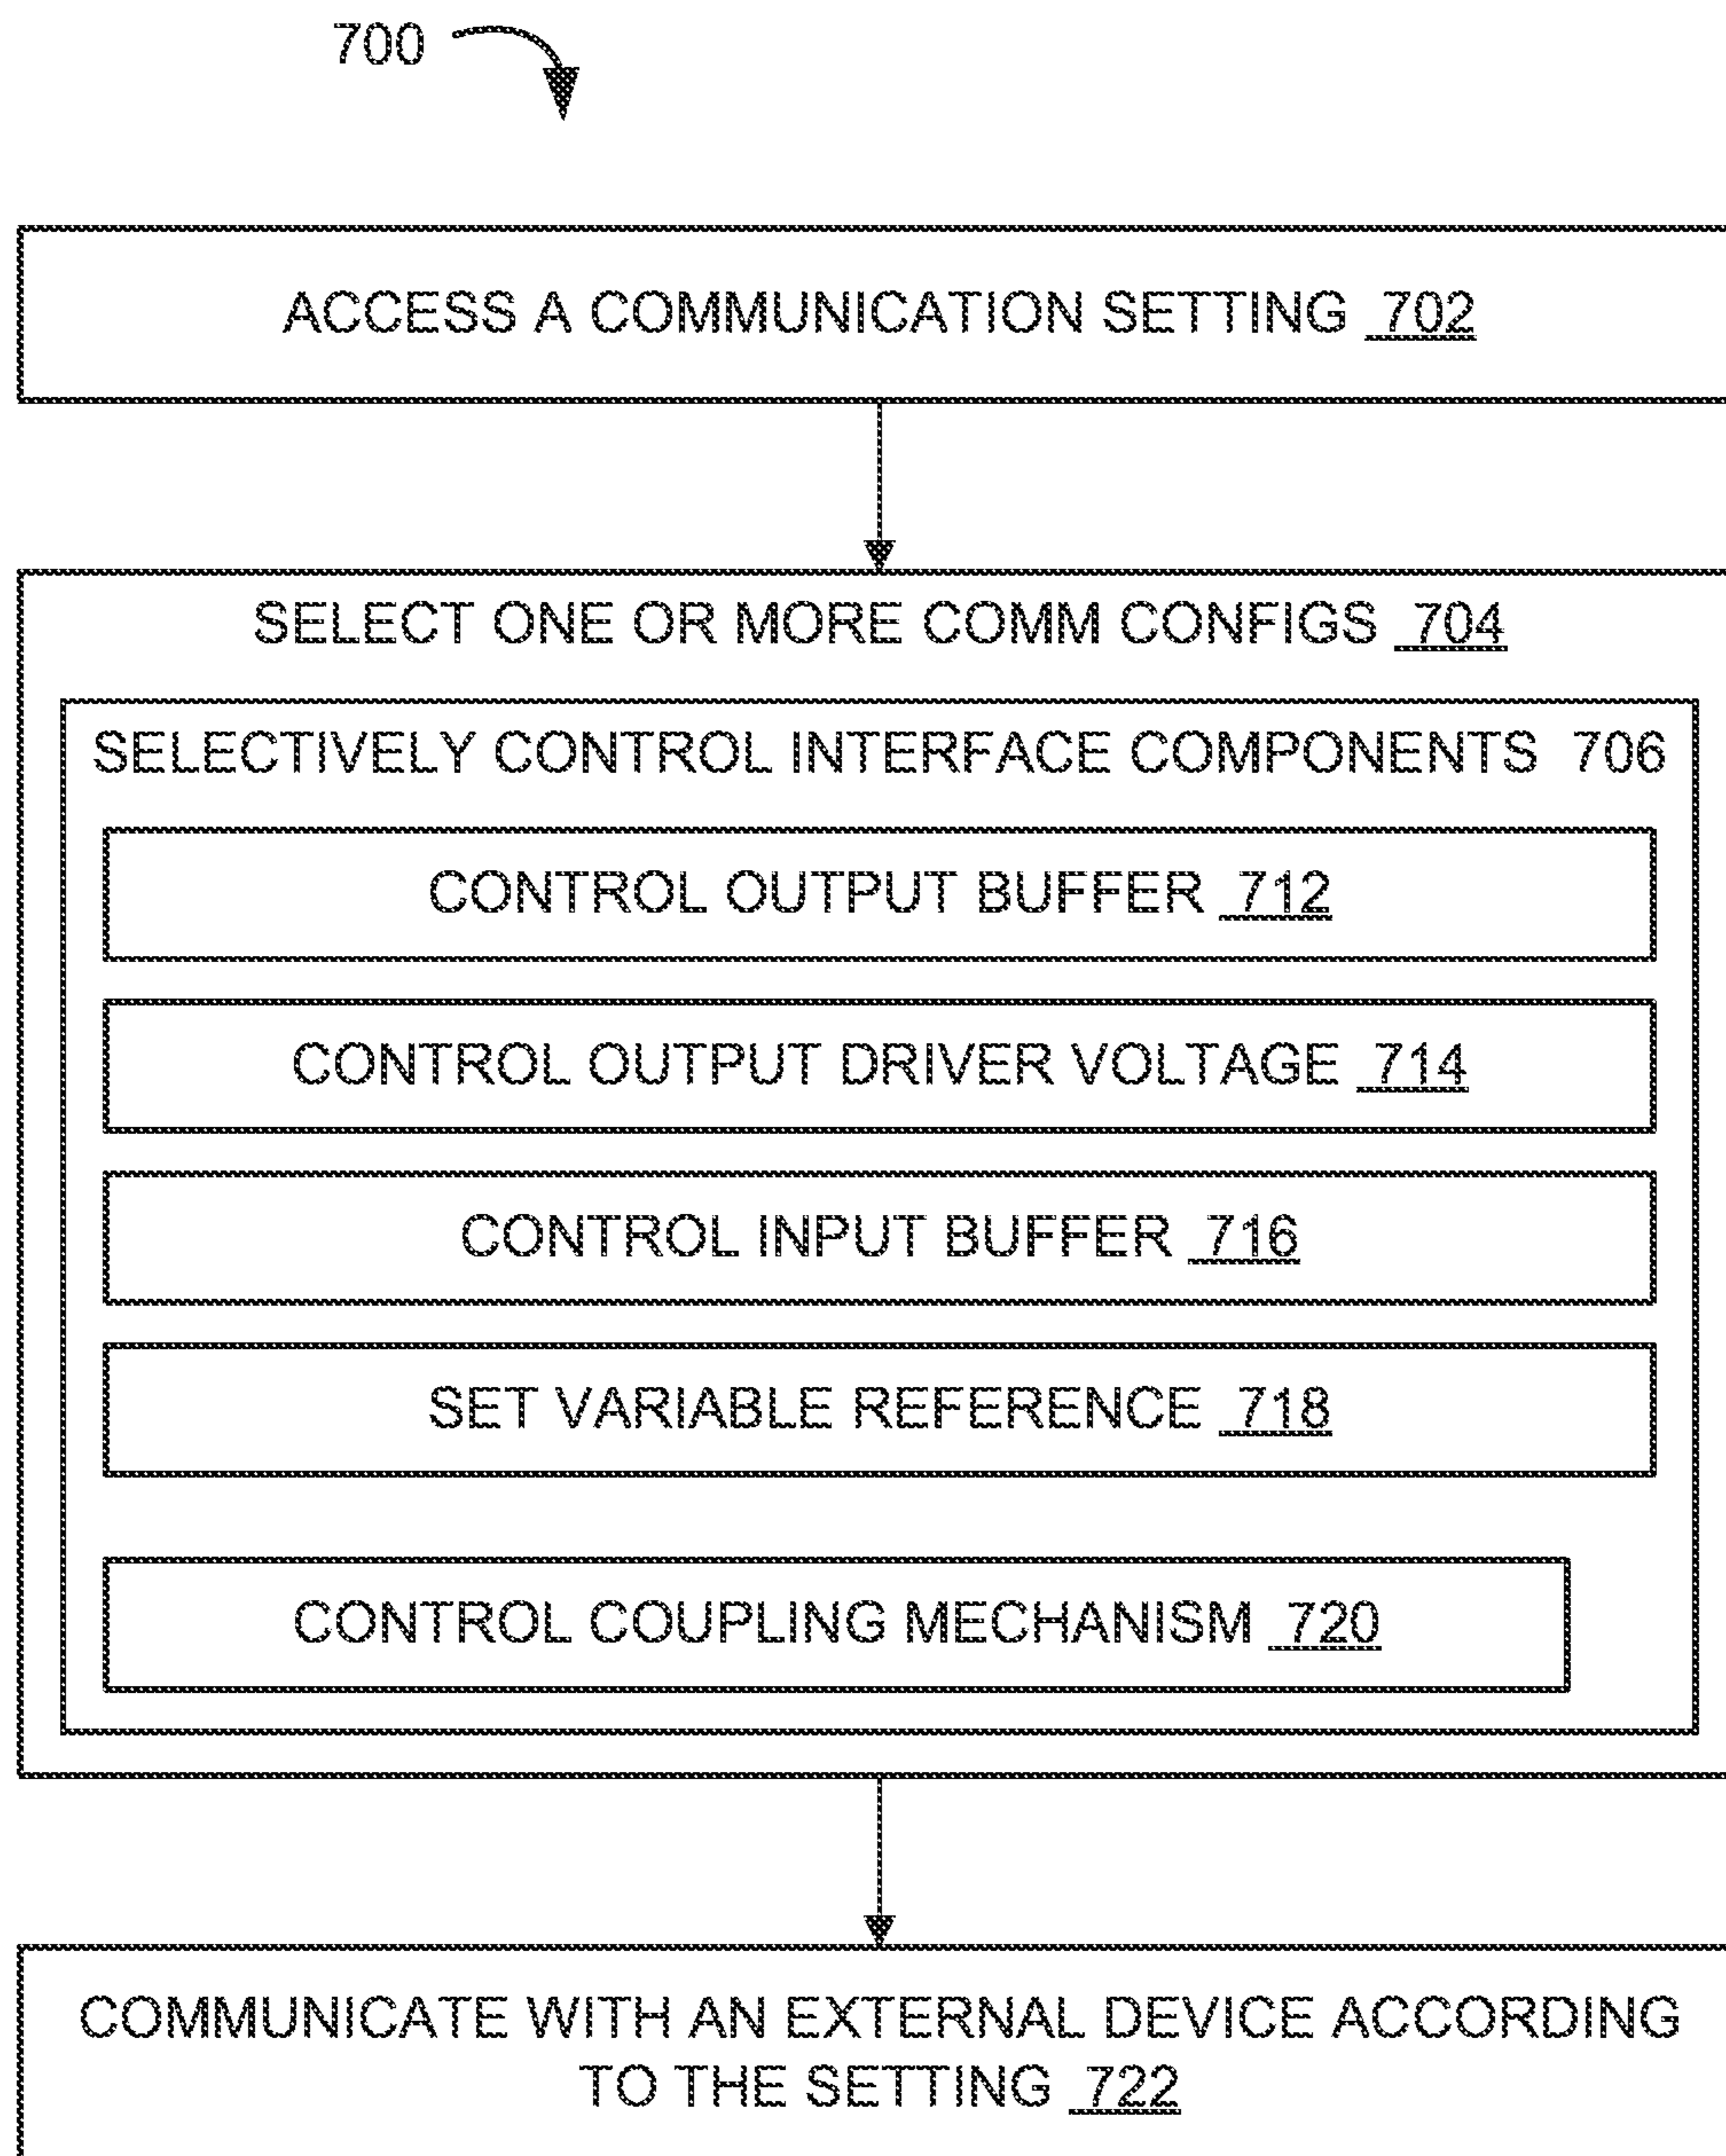 700
ACCESS A COMMUNICATION SETTING 702
SELECT ONE OR MORE COMM CONFIGS 704
SELECTIVELY CONTROL INTERFACE COMPONENTS 706
CONTROL OUTPUT BUFFER 712
CONTROL OUTPUT DRIVER VOLTAGE 714
CONTROL INPUT BUFFER 716
SET VARIABLE REFERENCE 718
CONTROL COUPLING MECHANISM 720
COMMUNICATE WITH AN EXTERNAL DEVICE ACCORDING
TO THE SETTING 722